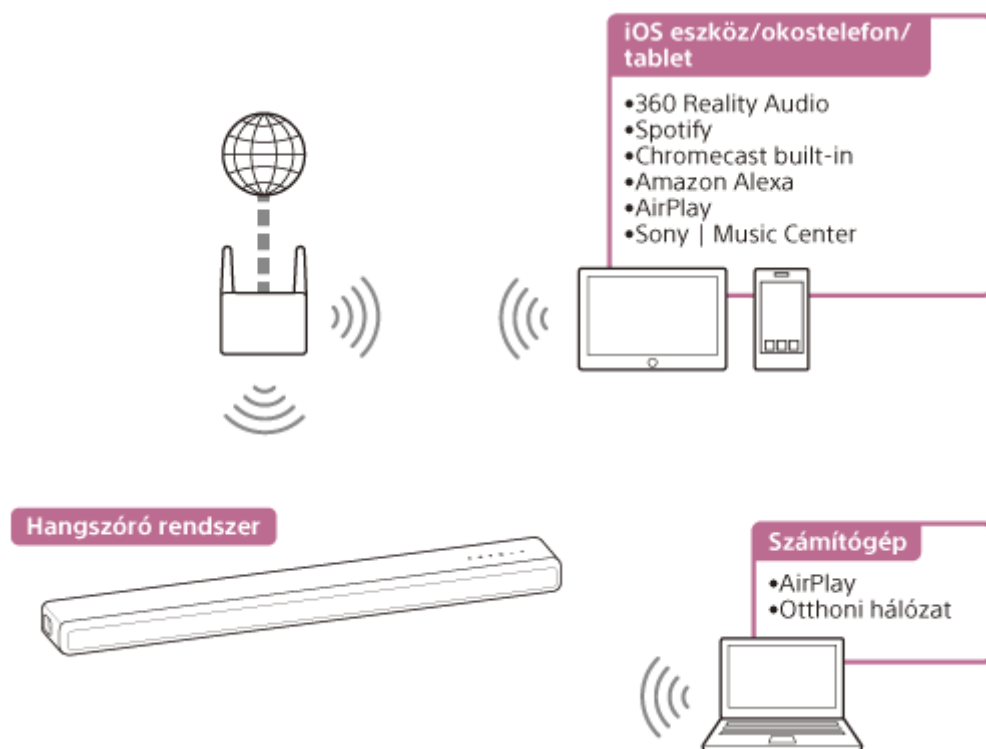 iOS eszköz/okostelefon/
tablet
•360 Reality Audio
•Spotify
•Chromecast built-in
•Amazon Alexa
•AirPlay
•Sony | Music Center
Hangszóró rendszer
Számítógép
•AirPlay
•Otthoni hálózat